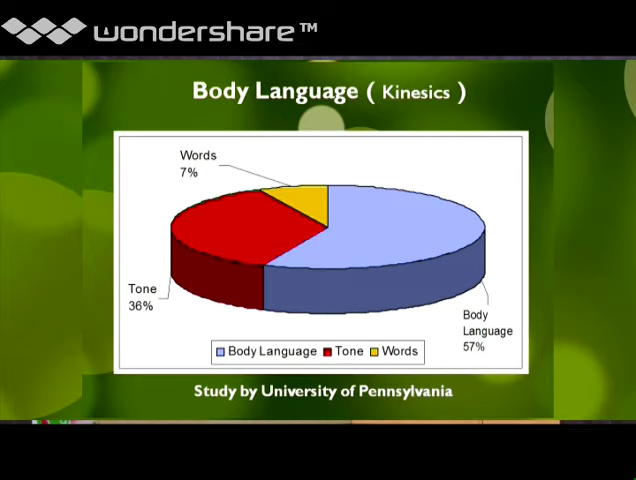 wondershare™
Body Language ( Kinesics )
Words
7%
Tone
36%
Body
Language
57%
Body Language Tone Words
Study by University of Pennsylvania